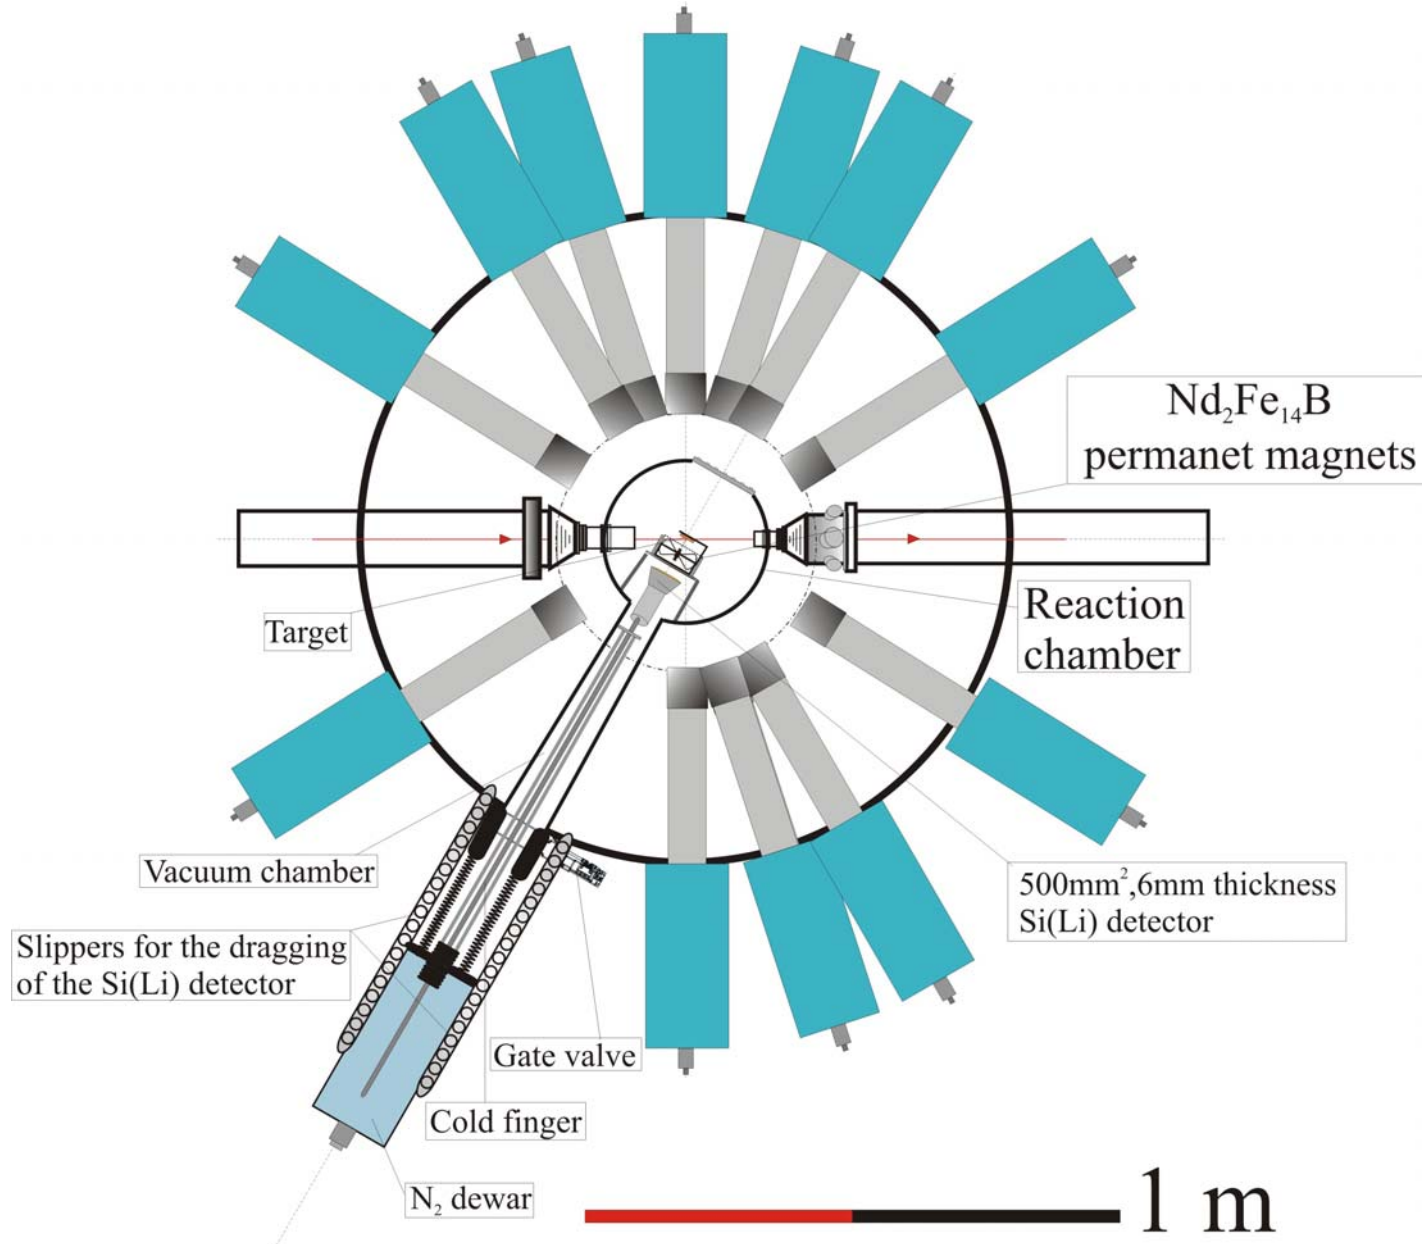 Nd₂Fe₁₄B
permanet magnets
Target
Reaction
chamber
Vacuum chamber
500mm²,6mm thickness
Si(Li) detector
Slippers for the dragging
of the Si(Li) detector
Gate valve
Cold finger
N₂ dewar
1 m